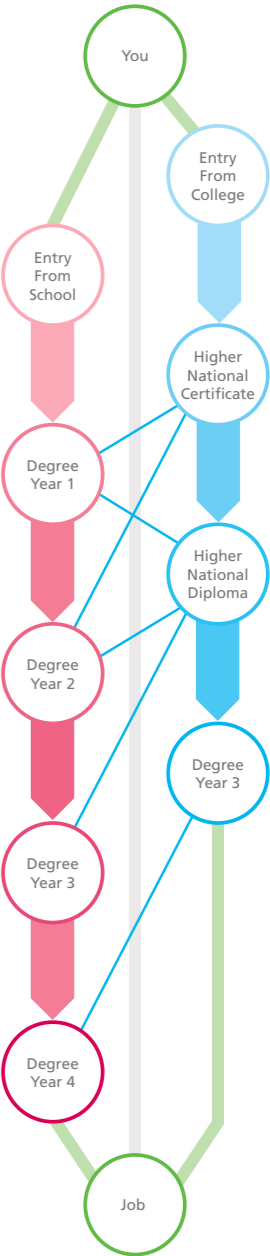 You
Entry
From
College
Entry
From
School
Higher
National
Certificate
Degree
Year 1
Higher
National
Diploma
Degree
Year 2
Degree
Year 3
Degree
Year 3
Degree
Year 4
Job